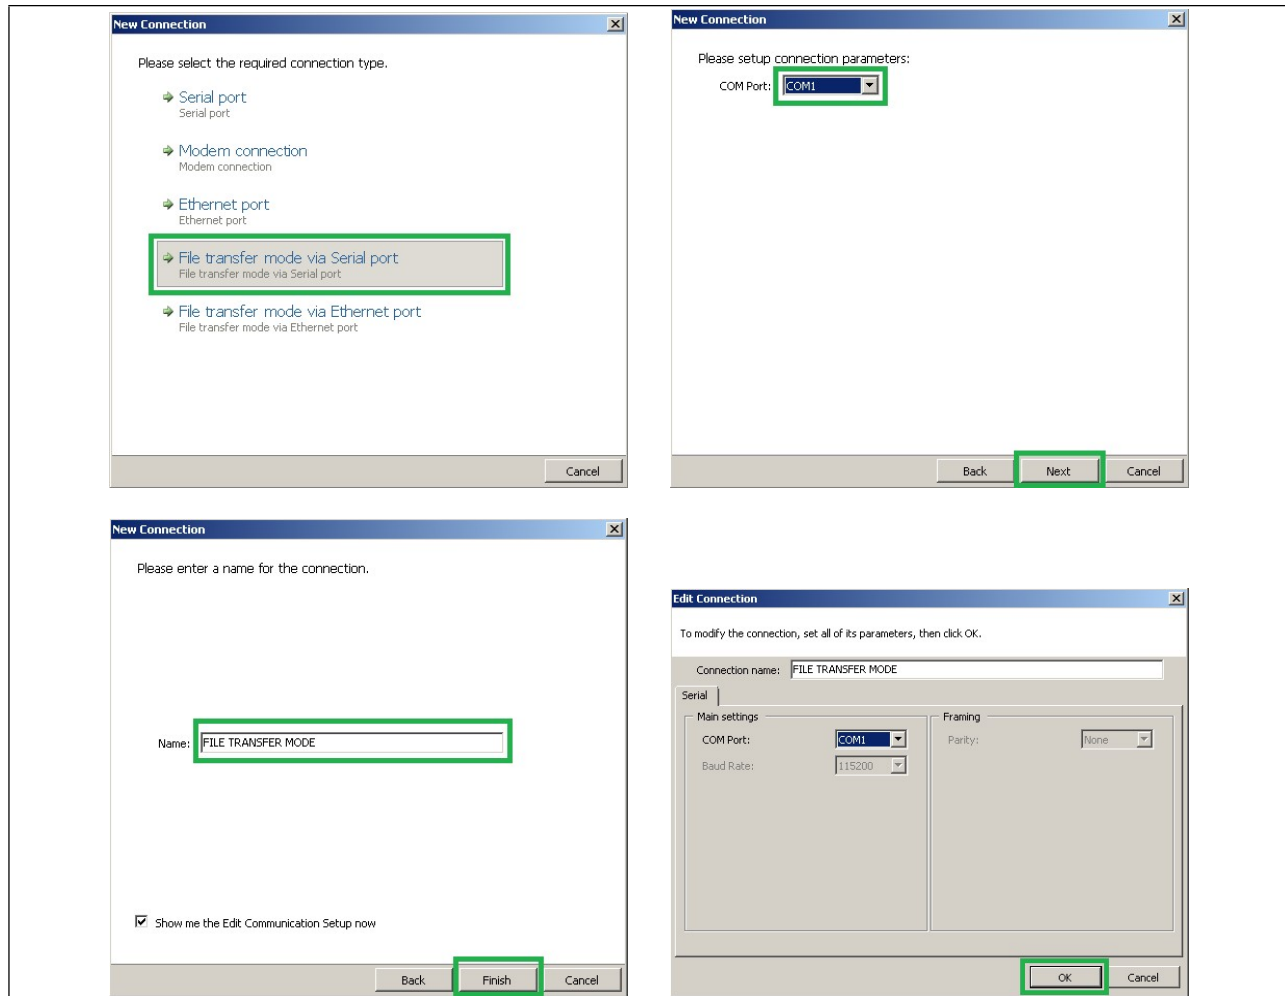 New Connection
Please select the required connection type.
Serial port
Serial port
Modem connection
Modem connection
Ethernet port
Ethernet port
File transfer mode via Serial port
File transfer mode via Serial port
File transfer mode via Ethernet port
File transfer mode via Ethernet port
Cancel
New Connection
Please setup connection parameters:
COM Port: COM1
Back Next Cancel
New Connection
Please enter a name for the connection.
Name: FILE TRANSFER MODE
Show me the Edit Communication Setup now
Back Finish Cancel
Edit Connection
To modify the connection, set all of its parameters, then click OK.
Connection name: FILE TRANSFER MODE
Serial
Main settings
COM Port: COM1
Baud Rate: 115200
Framing
Parity: None
OK Cancel